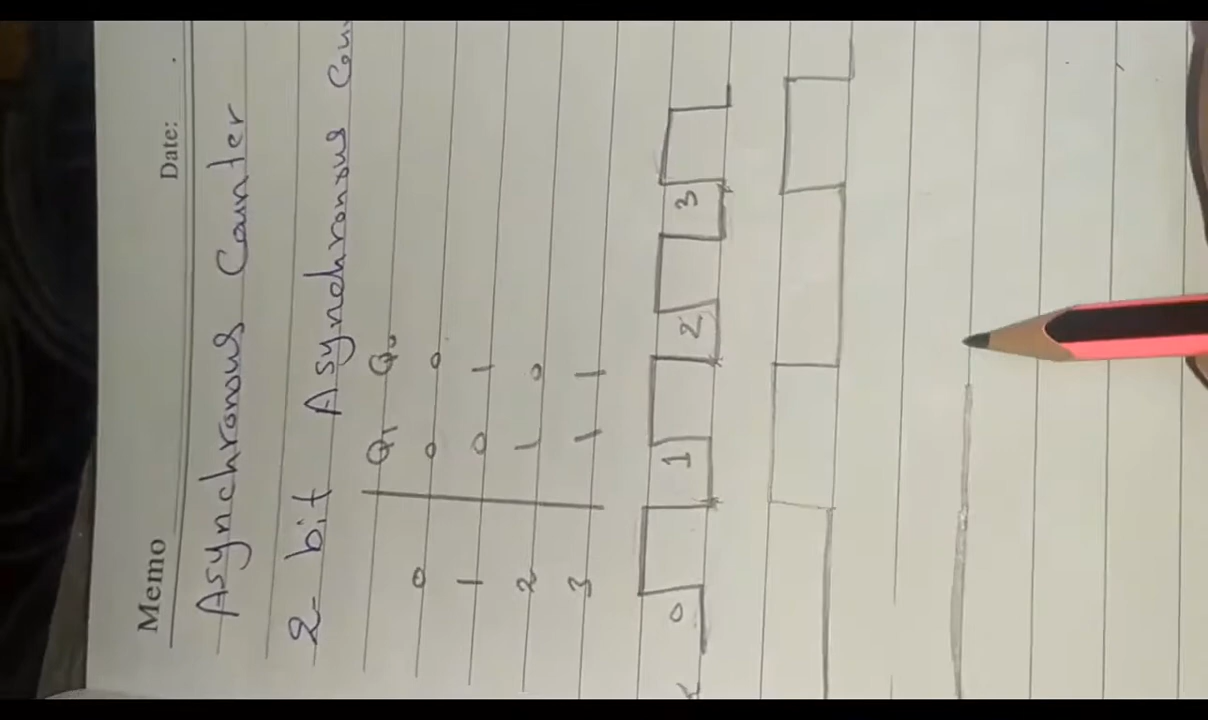 Memo Date:
Asynchronous Counter
2- bit Asynchronous
Q1 Q0
0 0 0
1 0 1
2 1 0
3 1 1
0 1 2 3